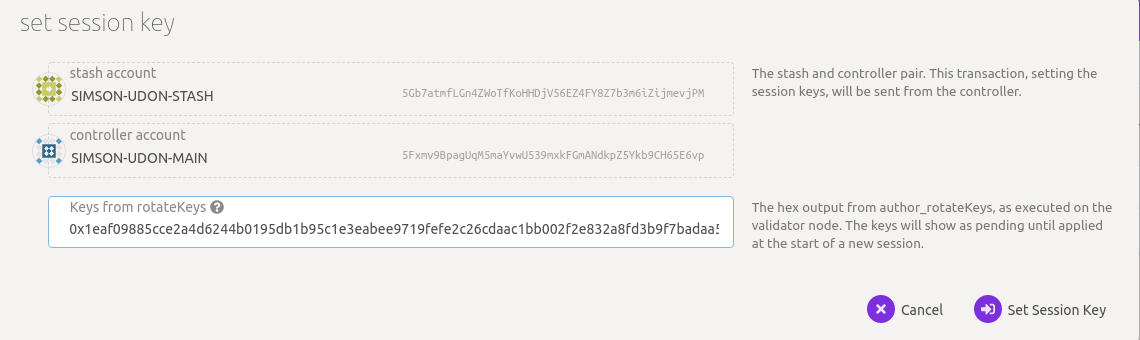 set session key
stash account
SIMSON-UDON-STASH
5Gb7atmfLGn4ZWoTfKoHHDjV56EZ4FY8Z7b3m6iZijmevjPM
The stash and controller pair. This transaction, setting the
session keys, will be sent from the controller.
controller account
SIMSON-UDON-MAIN
5Fxmv9BpagUqM5maYvwU539mxkFGmANdkpZ5Ykb9CH65E6vp
Keys from rotateKeys ?
0x1eaf09885cce2a4d6244b0195db1b95c1e3eabee9719fefe2c26cdaac1bb002f2e832a8fd3b9f7badaa5
The hex output from author_rotateKeys, as executed on the
validator node. The keys will show as pending until applied
at the start of a new session.
Cancel
Set Session Key